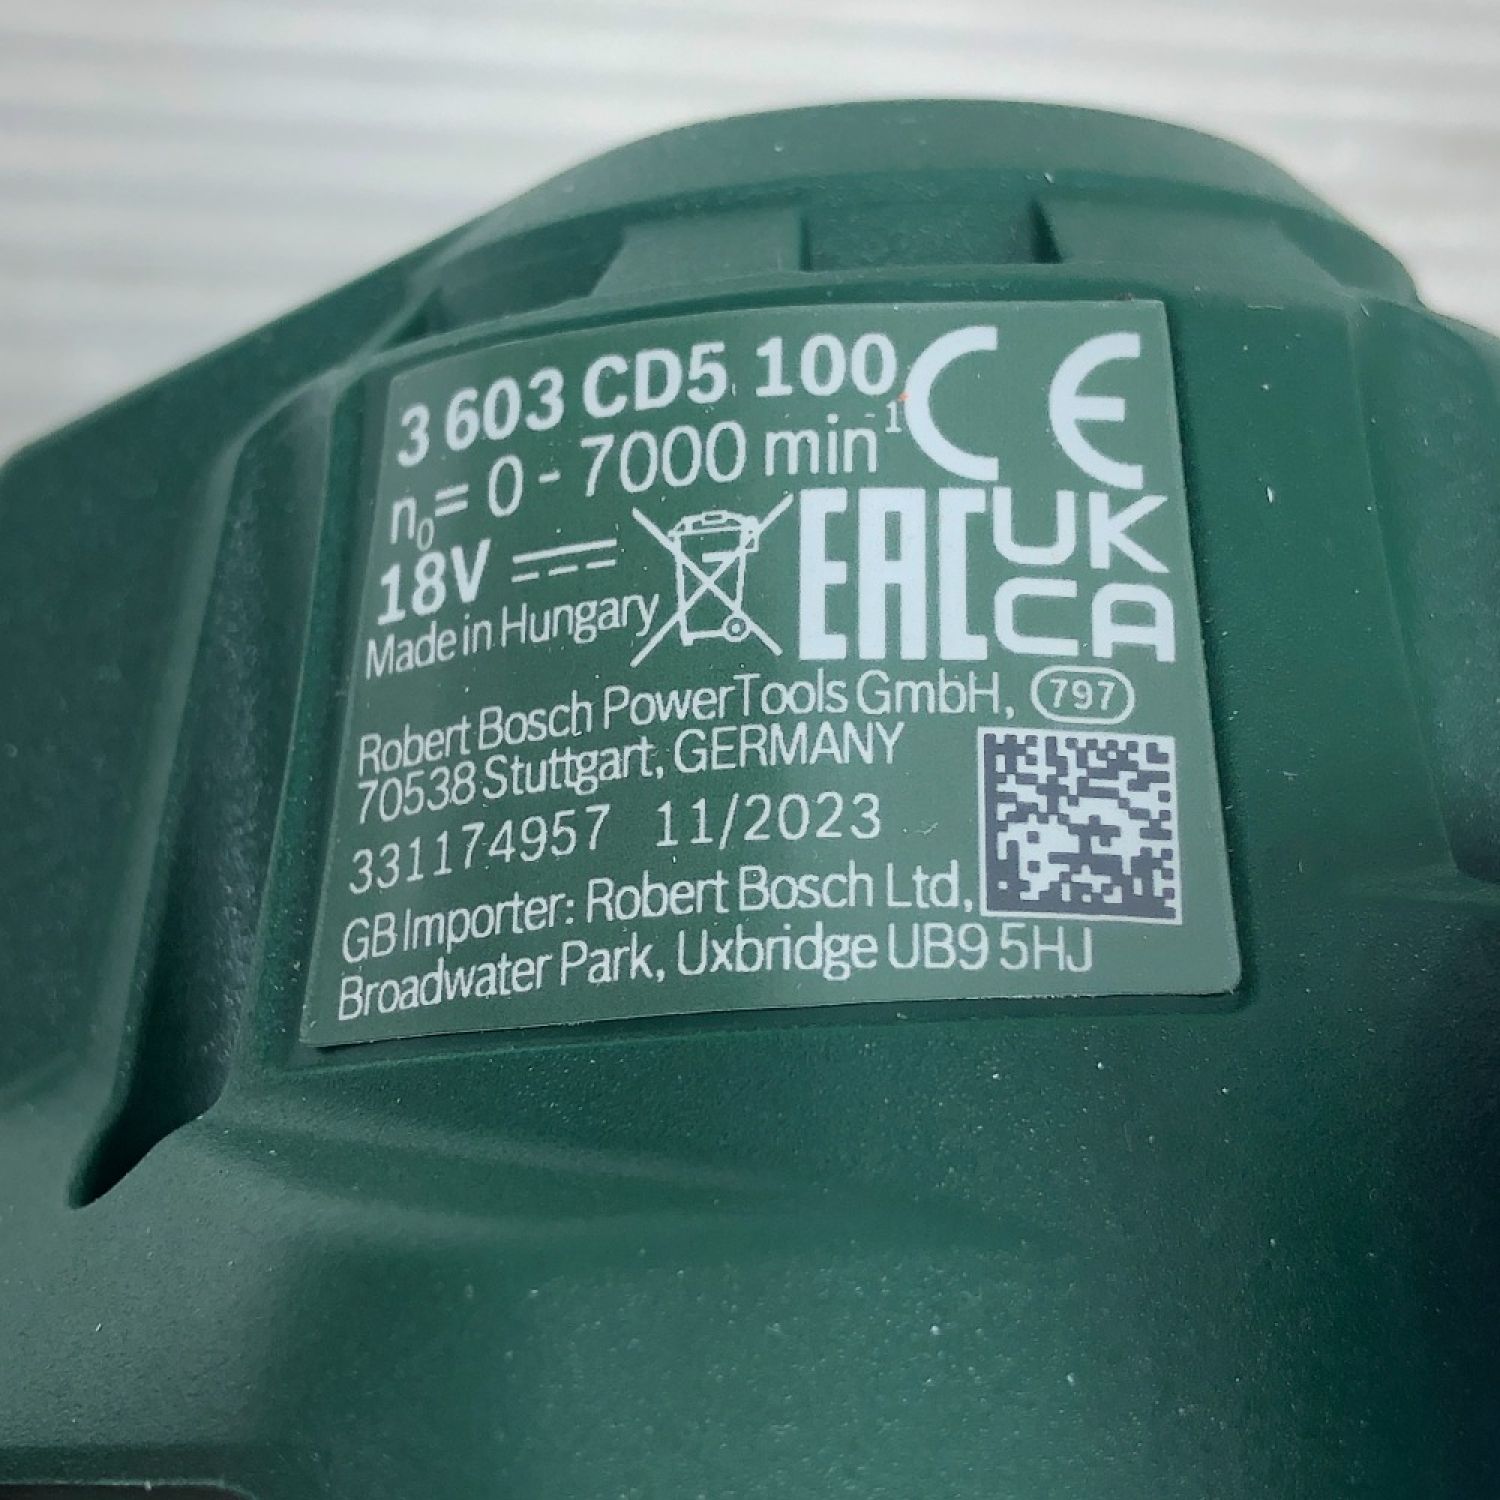 3 603 CD5 100 CE
n₀= 0 - 7000 min⁻¹
18V EAC UK CA
Made in Hungary
Robert Bosch PowerTools GmbH, 797
70538 Stuttgart, GERMANY
331174957 11/2023
GB Importer: Robert Bosch Ltd,
Broadwater Park, Uxbridge UB9 5HJ